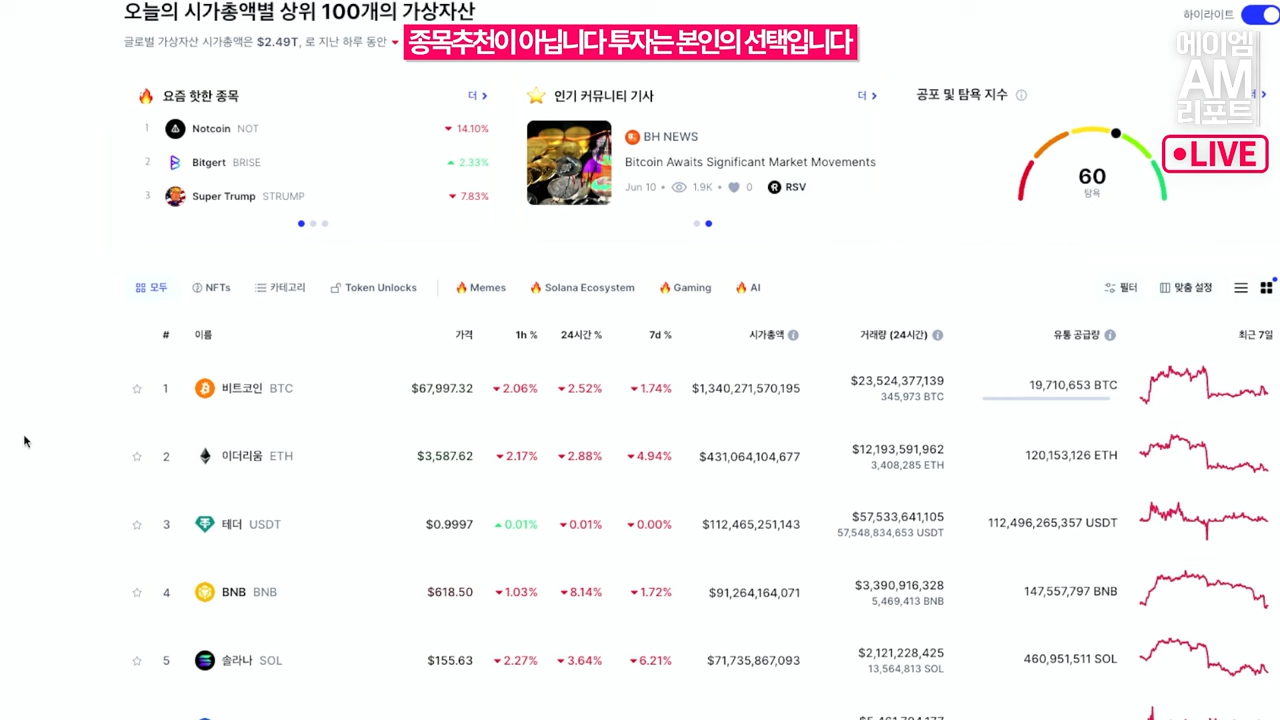 오늘의 시가총액별 상위 100개의 가상자산
하이라이트
글로벌 가상자산 시가총액은 $2.49T, 로 지난 하루 동안
종목추천이 아닙니다 투자는 본인의 선택입니다
에이엠
AM
리포트
LIVE
요즘 핫한 종목
더
1 Notcoin NOT 14.10%
2 Bitgert BRISE 2.33%
3 Super Trump STRUMP 7.83%
인기 커뮤니티 기사
더
BH NEWS
Bitcoin Awaits Significant Market Movements
Jun 10 • 1.9K • 0 RSV
공포 및 탐욕 지수
60
탐욕
모두 NFTs 카테고리 Token Unlocks Memes Solana Ecosystem Gaming AI 필터 맞춤 설정
# 이름 가격 1h % 24시간 % 7d % 시가총액 거래량 (24시간) 유통 공급량 최근 7일
1 비트코인 BTC $67,997.32 2.06% 2.52% 1.74% $1,340,271,570,195 $23,524,377,139 19,710,653 BTC
345,973 BTC
2 이더리움 ETH $3,587.62 2.17% 2.88% 4.94% $431,064,104,677 $12,193,591,962 120,153,126 ETH
3,408,285 ETH
3 테더 USDT $0.9997 0.01% 0.01% 0.00% $112,465,251,143 $57,533,641,105 112,496,265,357 USDT
57,548,834,653 USDT
4 BNB BNB $618.50 1.03% 8.14% 1.72% $91,264,164,071 $3,390,916,328 147,557,797 BNB
5,469,413 BNB
5 솔라나 SOL $155.63 2.27% 3.64% 6.21% $71,735,867,093 $2,121,228,425 460,951,511 SOL
13,564,813 SOL